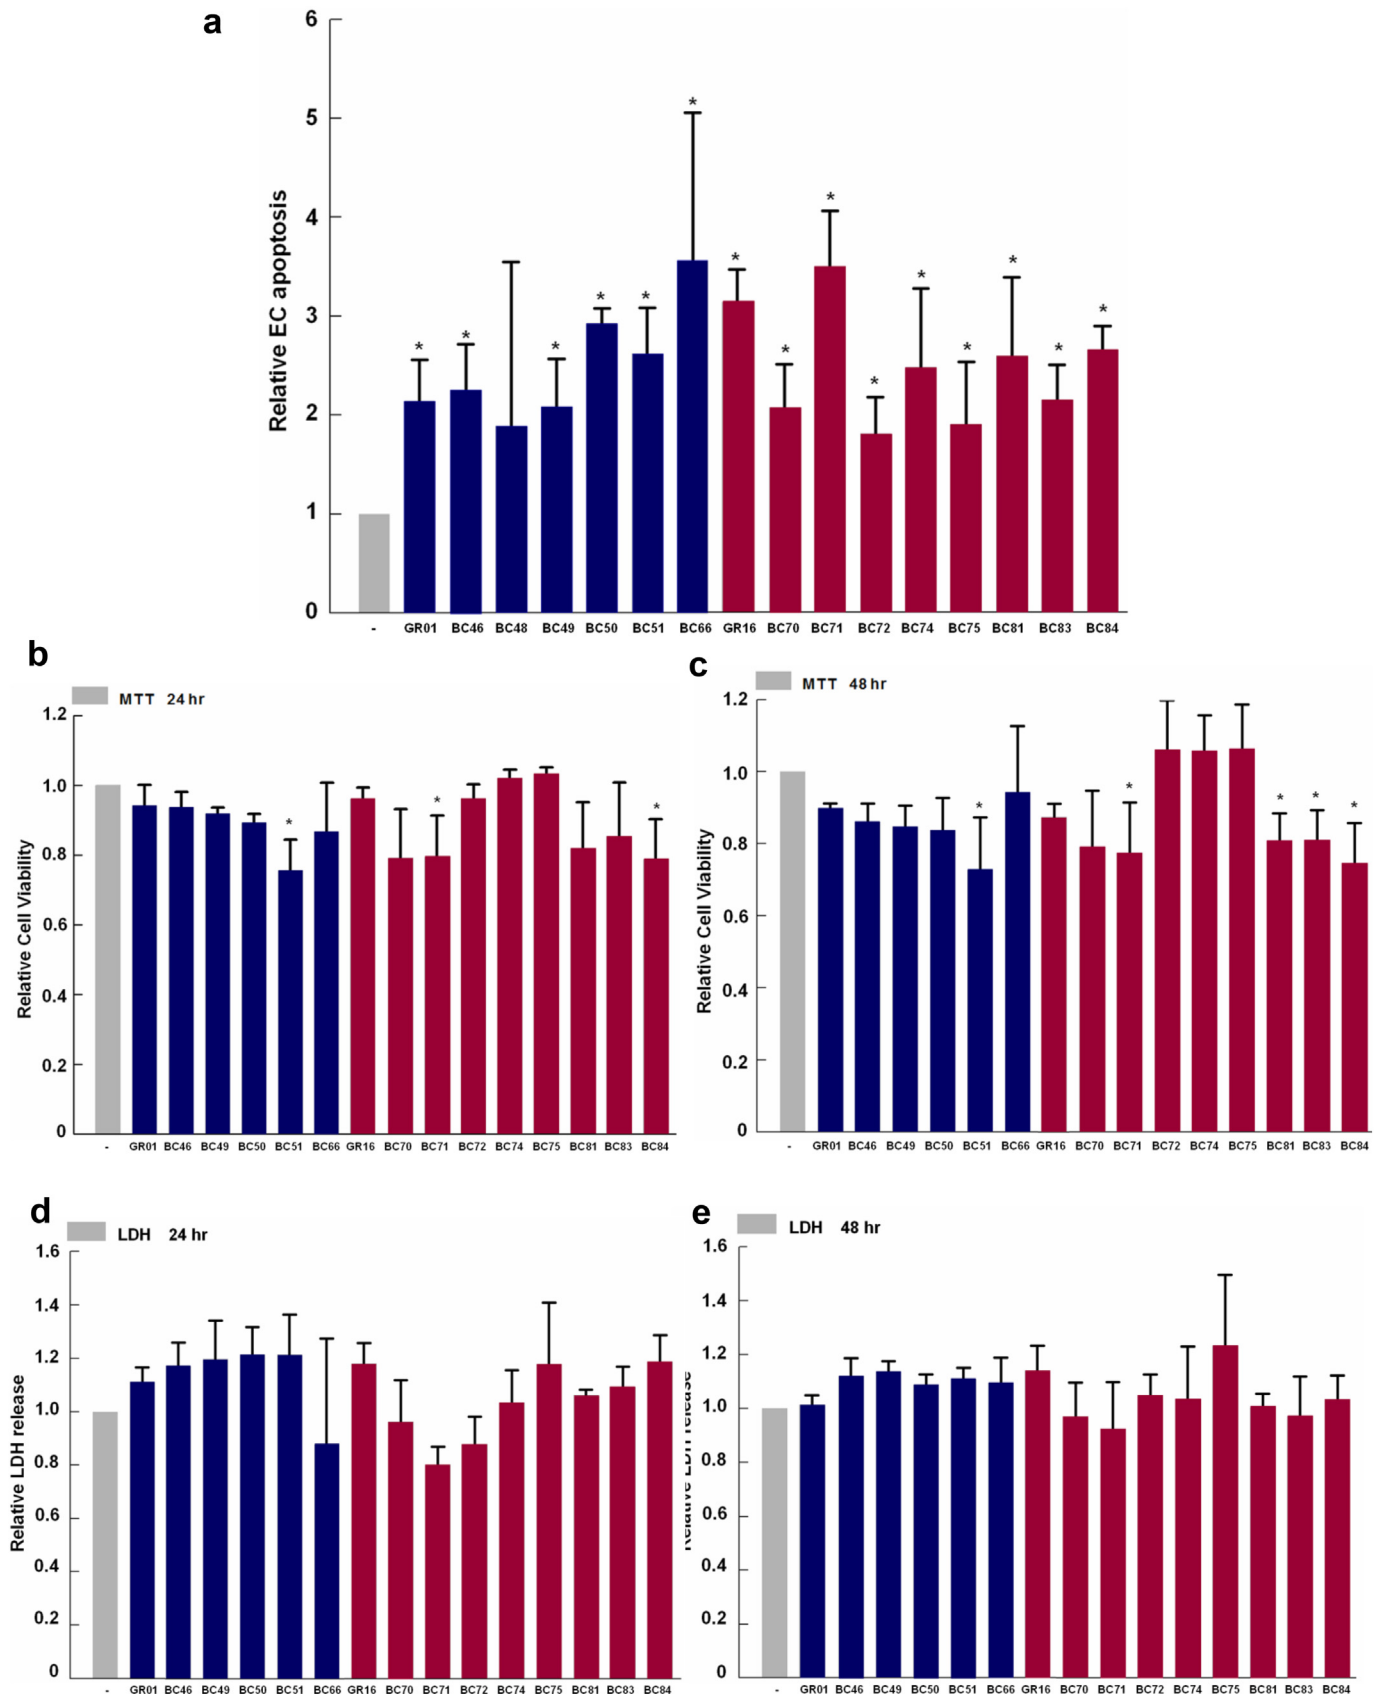 a
6
5
4
3
2
1
0
Relative EC apoptosis
* * * * * * * * * * * * * *
- GR01 BC46 BC48 BC49 BC50 BC51 BC66 GR16 BC70 BC71 BC72 BC74 BC75 BC81 BC83 BC84
b
MTT 24 hr
1.2
1.0
0.8
0.6
0.4
0.2
0
Relative Cell Viability
* * *
- GR01 BC46 BC49 BC50 BC51 BC66 GR16 BC70 BC71 BC72 BC74 BC75 BC81 BC83 BC84
c
MTT 48 hr
1.2
1.0
0.8
0.6
0.4
0.2
0
Relative Cell Viability
* * * * *
- GR01 BC46 BC49 BC50 BC51 BC66 GR16 BC70 BC71 BC72 BC74 BC75 BC81 BC83 BC84
d
LDH 24 hr
1.6
1.4
1.2
1.0
0.8
0.6
0.4
0.2
0
Relative LDH release
- GR01 BC46 BC49 BC50 BC51 BC66 GR16 BC70 BC71 BC72 BC74 BC75 BC81 BC83 BC84
e
LDH 48 hr
1.6
1.4
1.2
1.0
0.8
0.6
0.4
0.2
0
Relative LDH release
- GR01 BC46 BC49 BC50 BC51 BC66 GR16 BC70 BC71 BC72 BC74 BC75 BC81 BC83 BC84